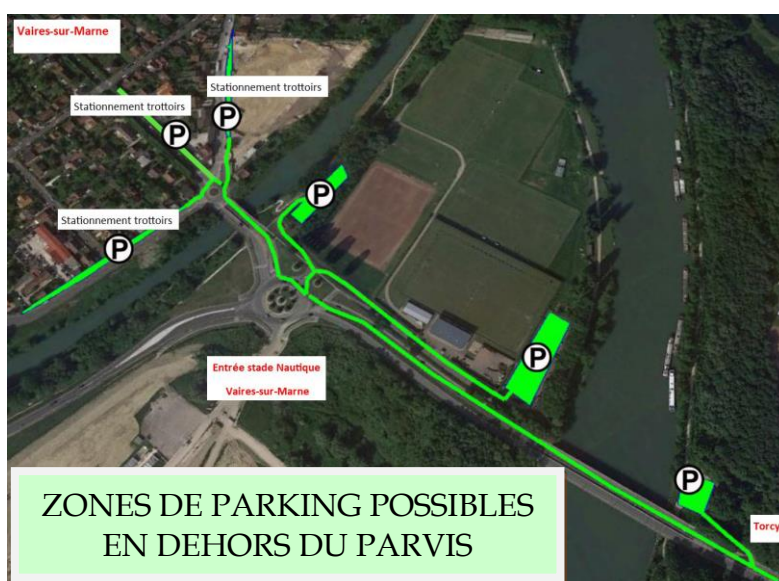 Vaires-sur-Marne
Stationnement trottoirs
P
Stationnement trottoirs
P
P
Stationnement trottoirs
P
P
Entrée stade Nautique
Vaires-sur-Marne
P
Torcy
ZONES DE PARKING POSSIBLES
EN DEHORS DU PARVIS